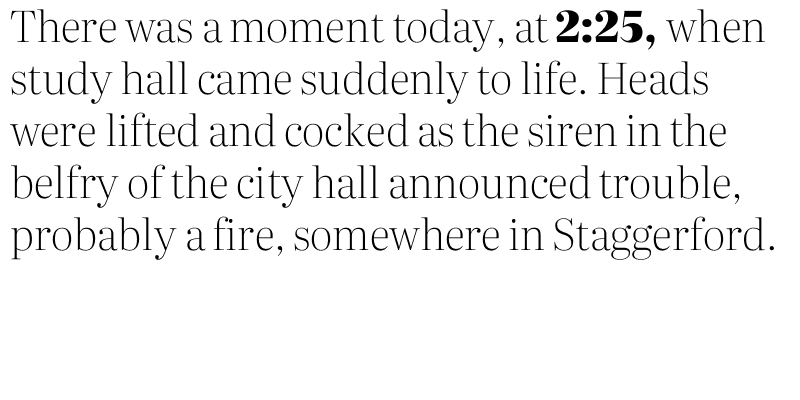 There was a moment today, at 2:25, when
study hall came suddenly to life. Heads
were lifted and cocked as the siren in the
belfry of the city hall announced trouble,
probably a fire, somewhere in Staggerford.